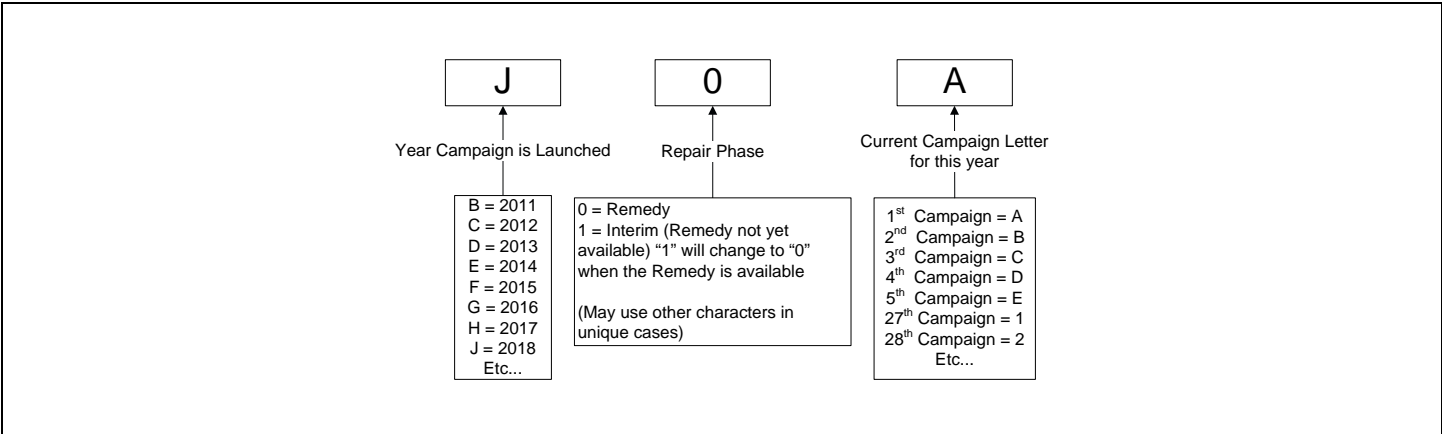 J
0
A
Year Campaign is Launched
Repair Phase
Current Campaign Letter
for this year
B = 2011
C = 2012
D = 2013
E = 2014
F = 2015
G = 2016
H = 2017
J = 2018
Etc...
0 = Remedy
1 = Interim (Remedy not yet
available) “1” will change to “0”
when the Remedy is available
(May use other characters in
unique cases)
1st Campaign = A
2nd Campaign = B
3rd Campaign = C
4th Campaign = D
5th Campaign = E
27th Campaign = 1
28th Campaign = 2
Etc...